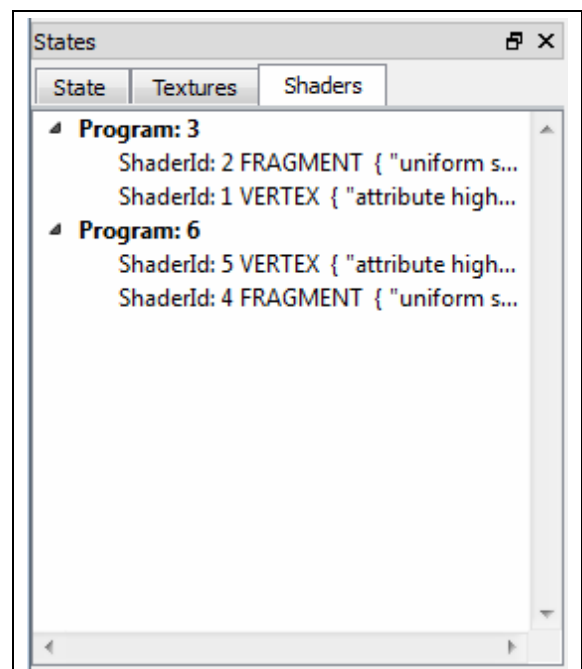 States
State Textures Shaders
Program: 3
ShaderId: 2 FRAGMENT { "uniform s...
ShaderId: 1 VERTEX { "attribute high...
Program: 6
ShaderId: 5 VERTEX { "attribute high...
ShaderId: 4 FRAGMENT { "uniform s...